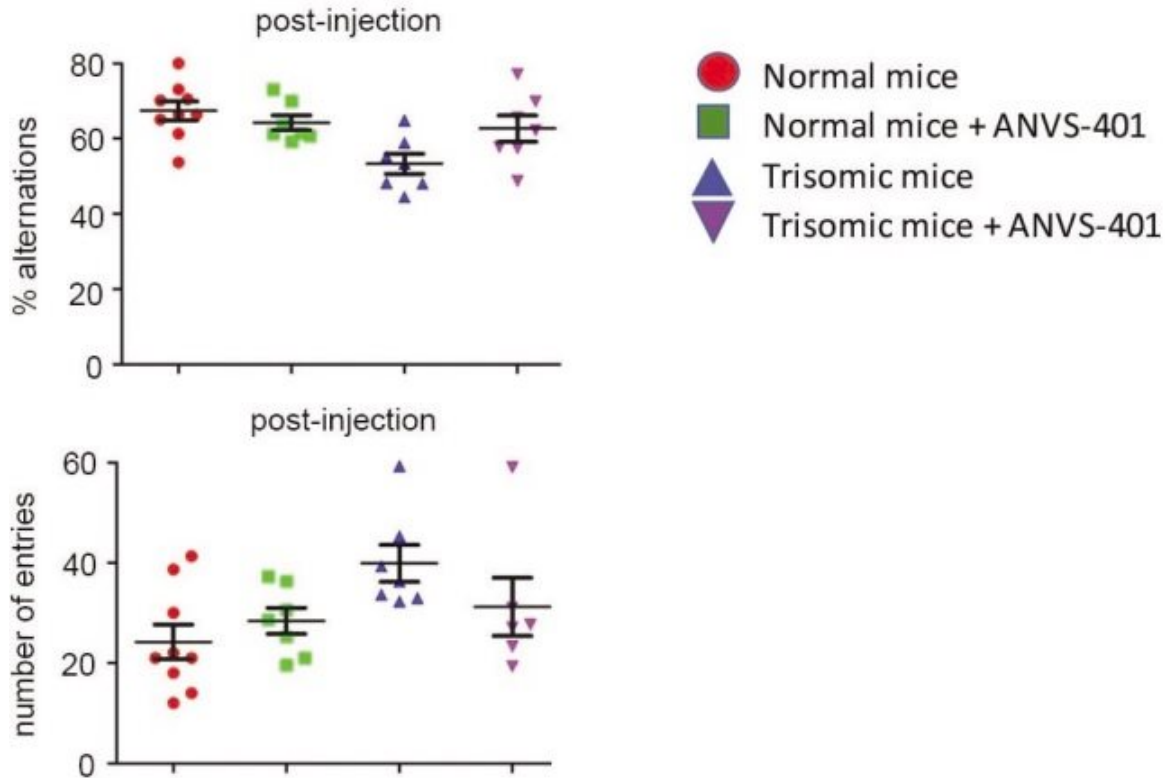 post-injection
% alternations
80
60
40
20
0
Normal mice
Normal mice + ANVS-401
Trisomic mice
Trisomic mice + ANVS-401
post-injection
number of entries
60
40
20
0